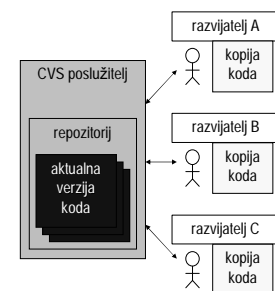 razvijatelj A
kopija
koda
CVS poslužitelj
repozitorij
aktualna
verzija
koda
razvijatelj B
kopija
koda
razvijatelj C
kopija
koda